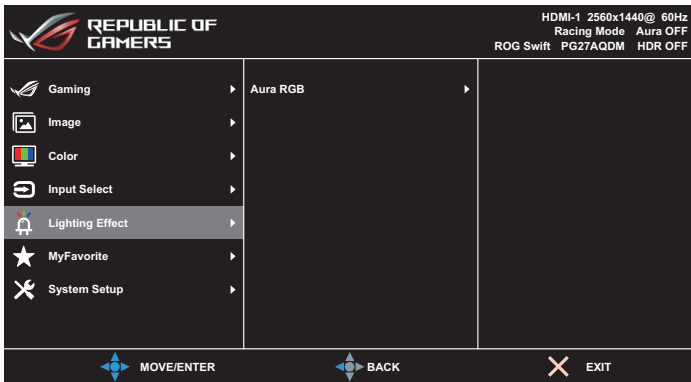 REPUBLIC OF
GAMERS
HDMI-1 2560x1440@ 60Hz
Racing Mode Aura OFF
ROG Swift PG27AQDM HDR OFF
Gaming
Aura RGB
Image
Color
Input Select
Lighting Effect
MyFavorite
System Setup
MOVE/ENTER
BACK
EXIT